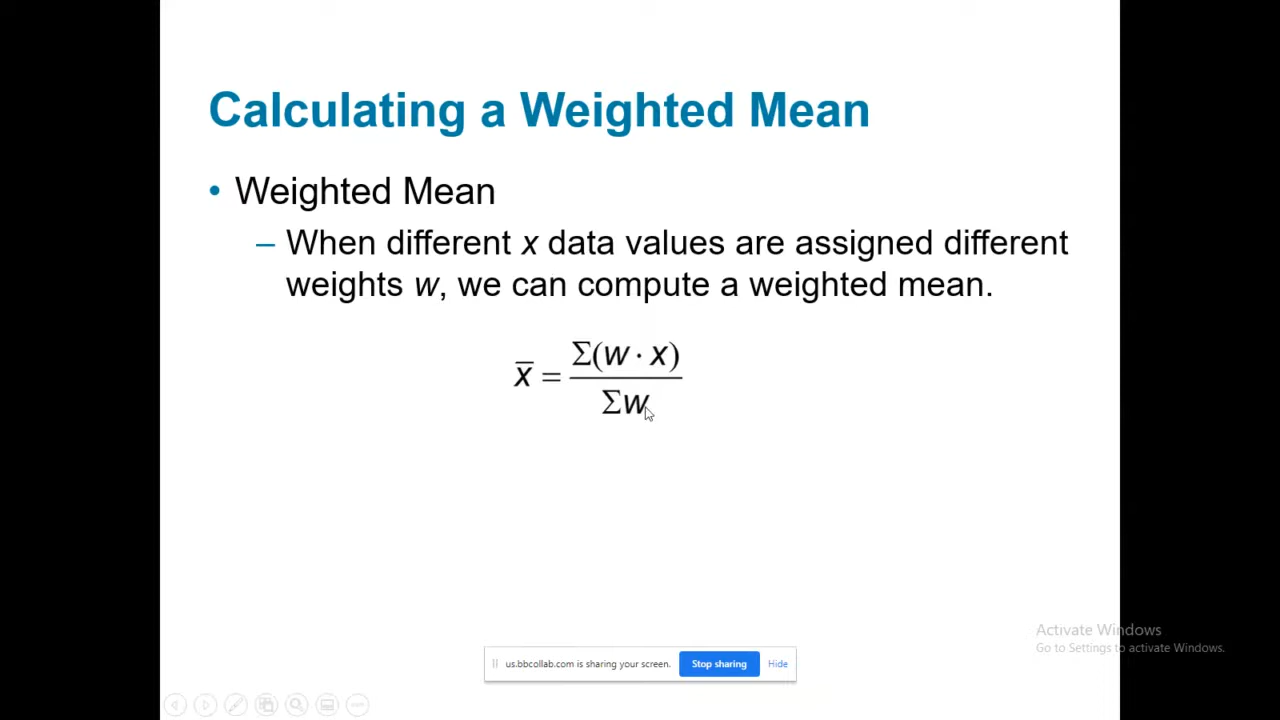 Calculating a Weighted Mean
• Weighted Mean
– When different x data values are assigned different
weights w, we can compute a weighted mean.
x̄ = Σ(w · x) / Σw
us.bbcollab.com is sharing your screen. Stop sharing Hide
Activate Windows
Go to Settings to activate Windows.